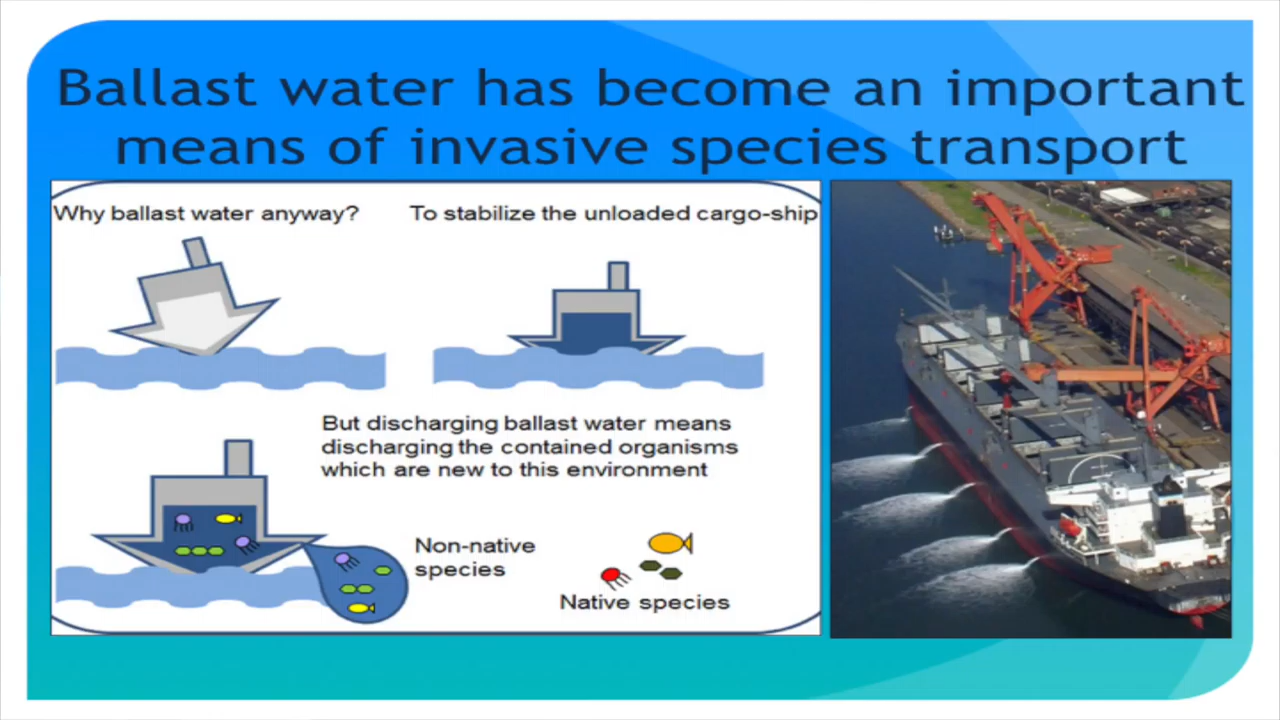 Ballast water has become an important
means of invasive species transport
Why ballast water anyway?
To stabilize the unloaded cargo-ship
But discharging ballast water means
discharging the contained organisms
which are new to this environment
Non-native
species
Native species